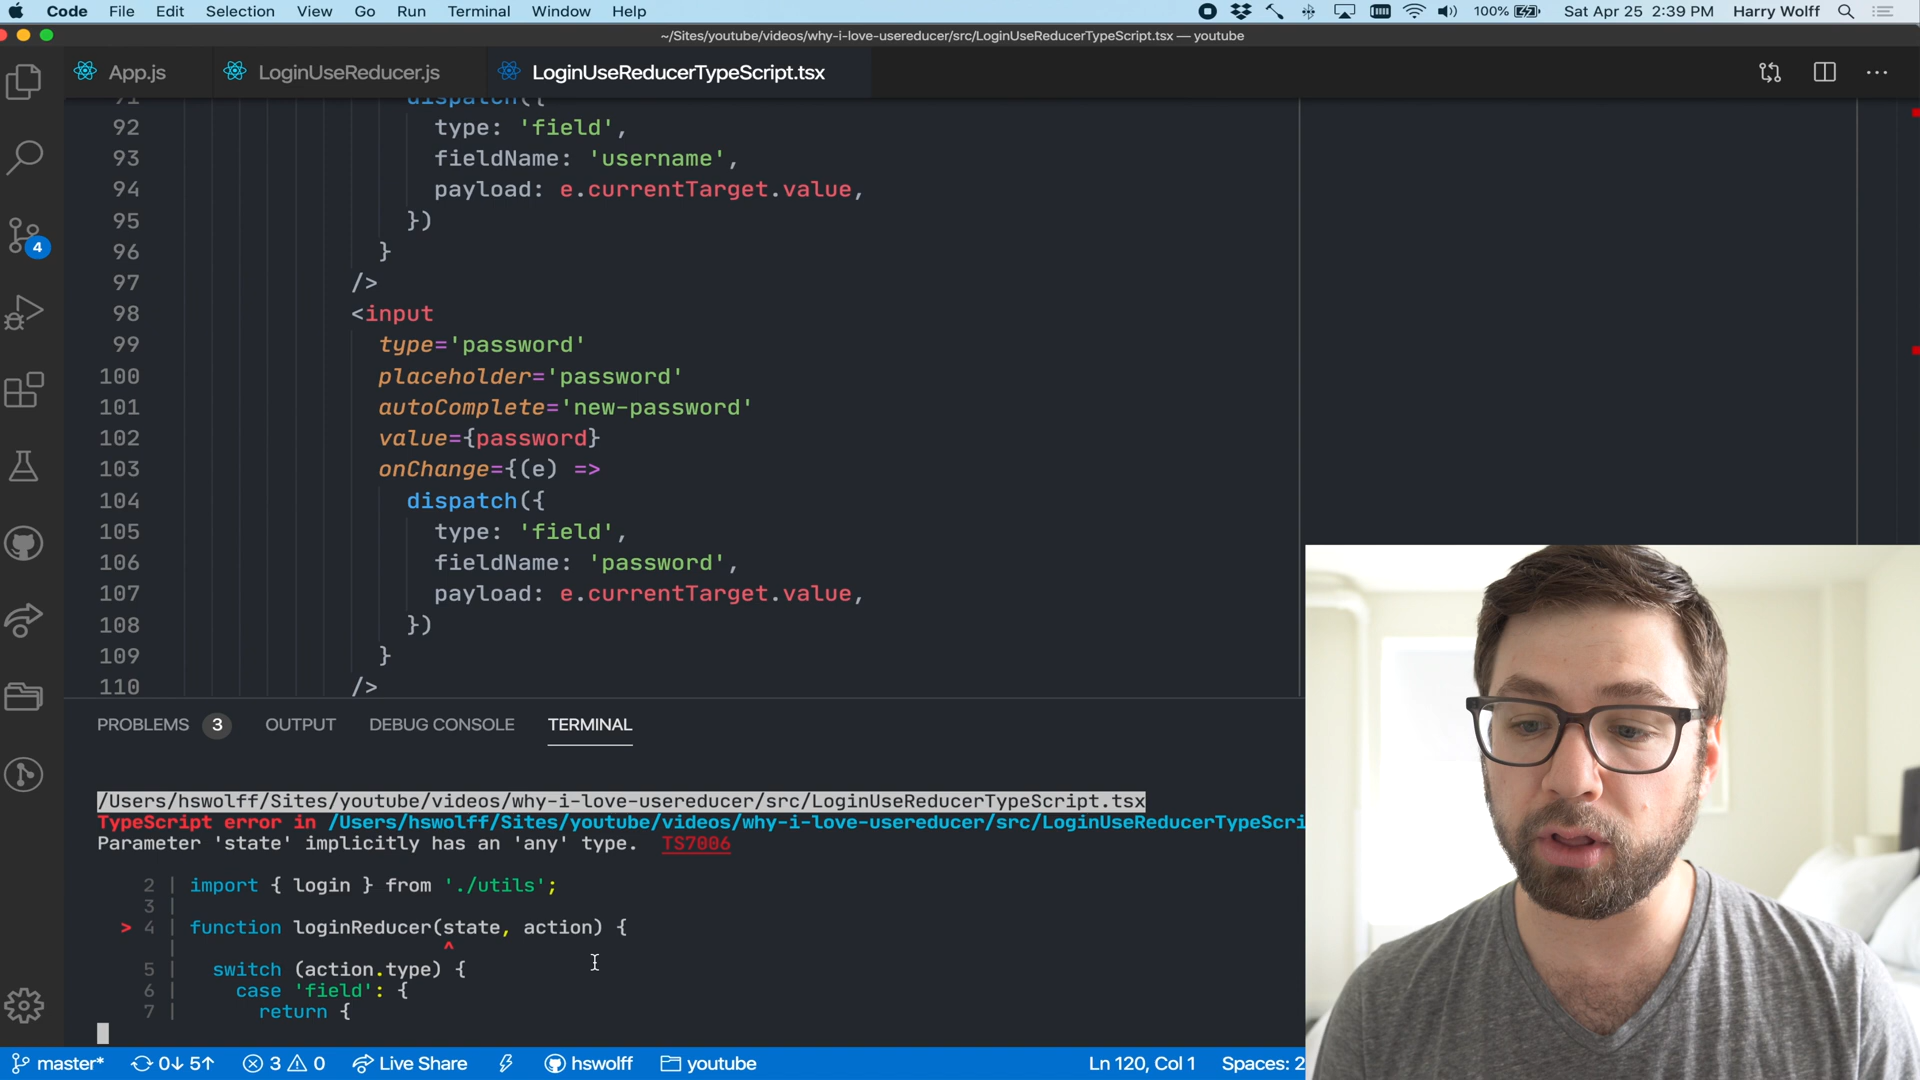 Code File Edit Selection View Go Run Terminal Window Help 100% Sat Apr 25 2:39 PM Harry Wolff
~/Sites/youtube/videos/why-i-love-usereducer/src/LoginUseReducerTypeScript.tsx — youtube
App.js LoginUseReducer.js LoginUseReducerTypeScript.tsx
91 dispatch({
92 type: 'field',
93 fieldName: 'username',
94 payload: e.currentTarget.value,
95 })
96 }
97 />
98 <input
99 type='password'
100 placeholder='password'
101 autoComplete='new-password'
102 value={password}
103 onChange={(e) =>
104 dispatch({
105 type: 'field',
106 fieldName: 'password',
107 payload: e.currentTarget.value,
108 })
109 }
110 />
4
PROBLEMS 3 OUTPUT DEBUG CONSOLE TERMINAL
/Users/hswolff/Sites/youtube/videos/why-i-love-usereducer/src/LoginUseReducerTypeScript.tsx
TypeScript error in /Users/hswolff/Sites/youtube/videos/why-i-love-usereducer/src/LoginUseReducerTypeScri
Parameter 'state' implicitly has an 'any' type. TS7006
2 | import { login } from './utils';
3 |
> 4 | function loginReducer(state, action) {
| ^
5 | switch (action.type) {
6 | case 'field': {
7 | return {
master* 0↓ 5↑ 3 0 Live Share hswolff youtube Ln 120, Col 1 Spaces: 2